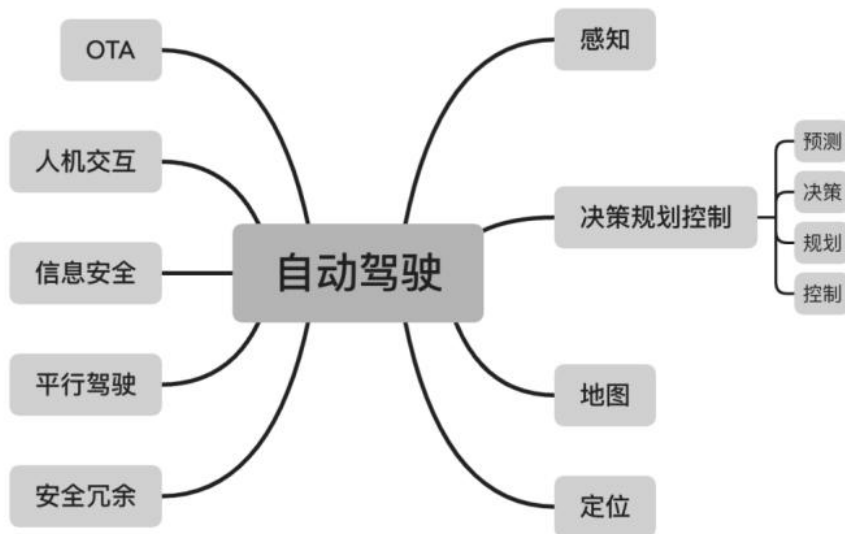 OTA
人机交互
信息安全
平行驾驶
安全冗余
自动驾驶
感知
决策规划控制
预测
决策
规划
控制
地图
定位